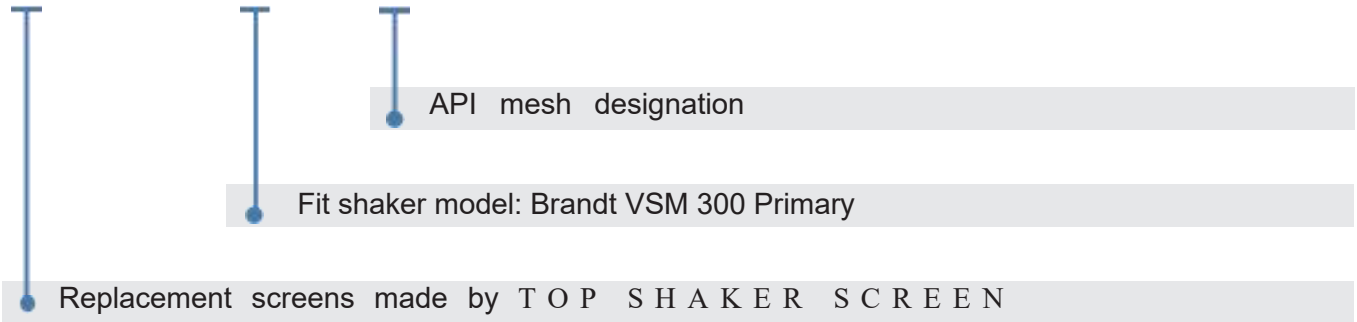 API mesh designation
Fit shaker model: Brandt VSM 300 Primary
Replacement screens made by TOP SHAKER SCREEN